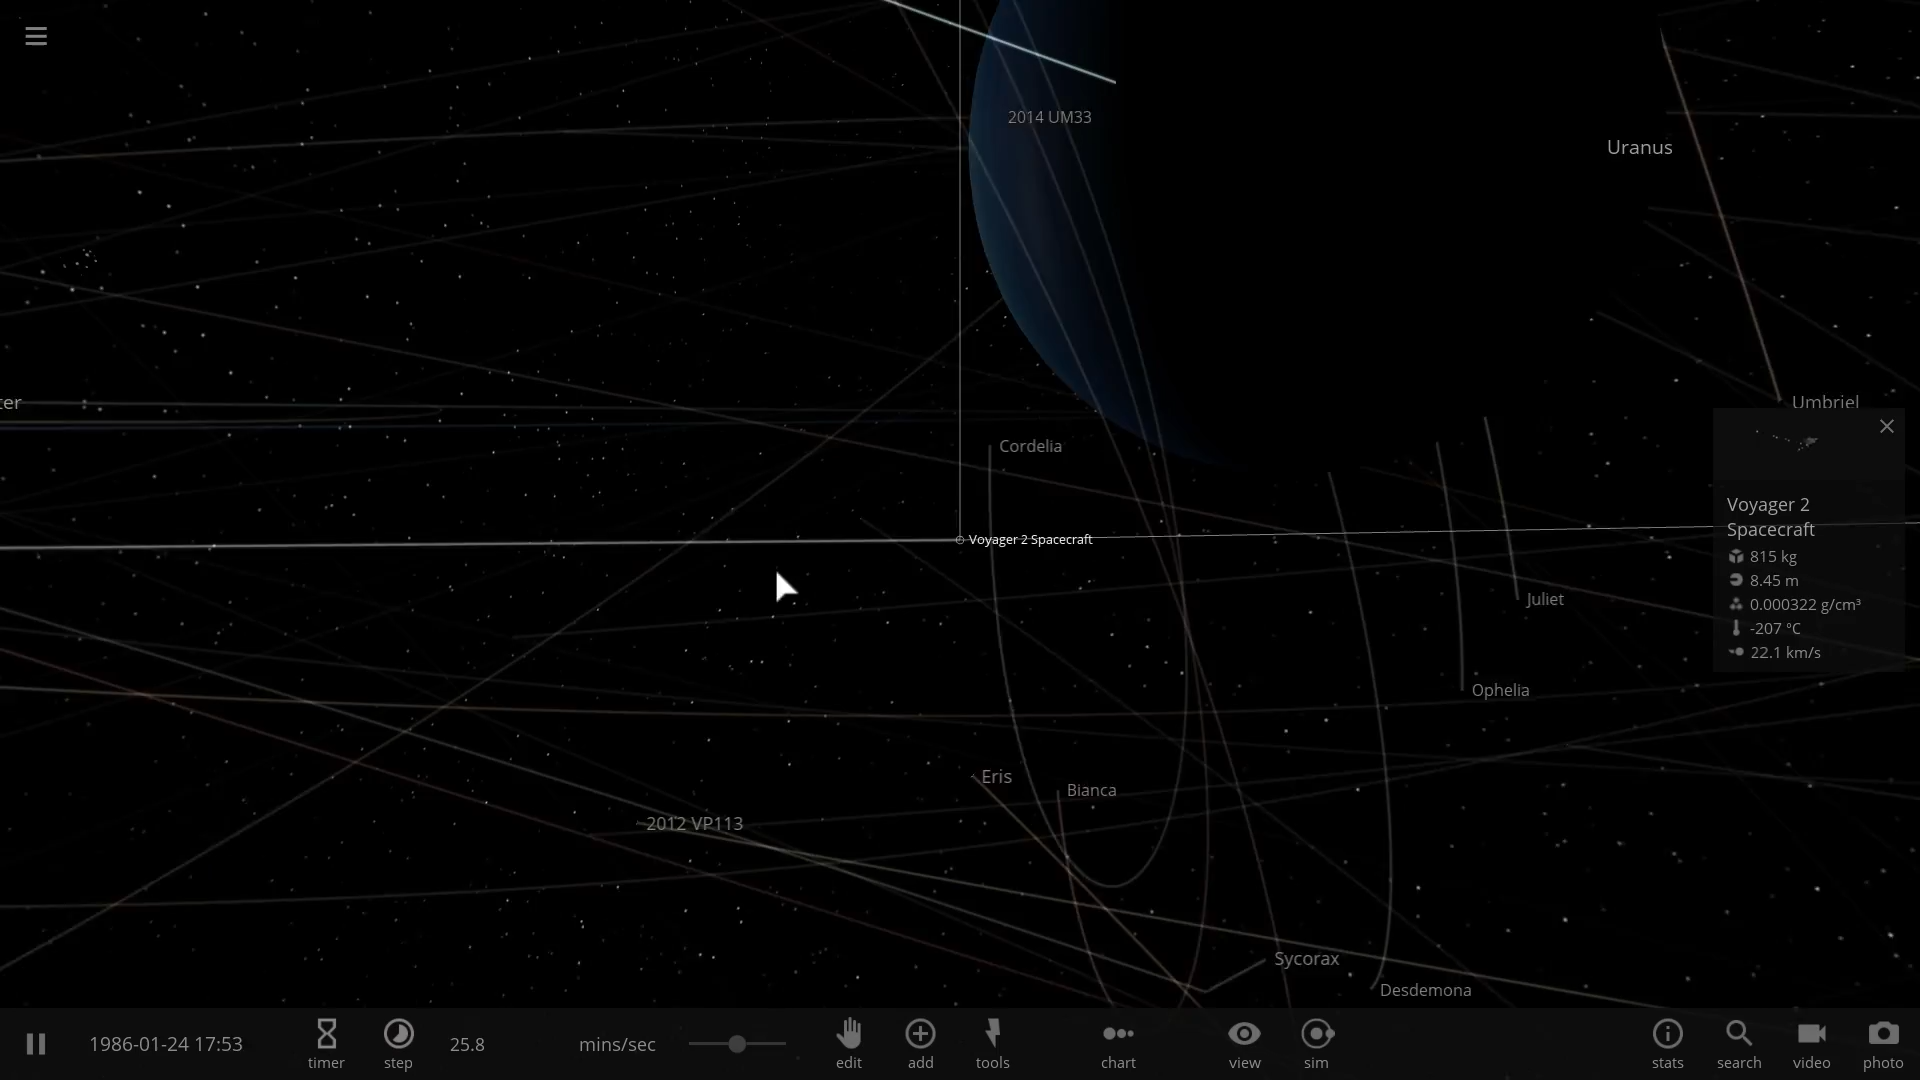 2014 UM33
Uranus
ter
Umbriel
Cordelia
Voyager 2
Spacecraft
Voyager 2 Spacecraft
815 kg
8.45 m
0.000322 g/cm³
-207 °C
22.1 km/s
Juliet
Ophelia
Eris
Bianca
2012 VP113
Sycorax
Desdemona
1986-01-24 17:53
timer
step
25.8
mins/sec
edit
add
tools
chart
view
sim
stats
search
video
photo